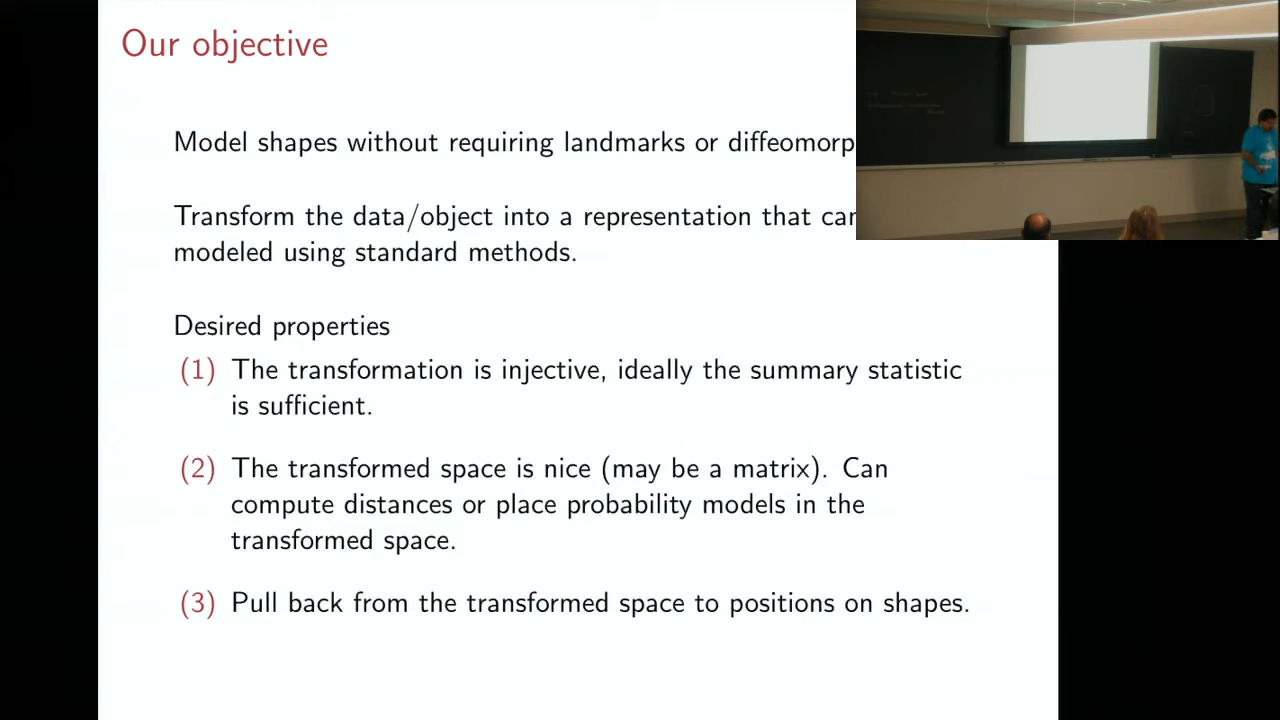 Our objective
Model shapes without requiring landmarks or diffeomorp
Transform the data/object into a representation that can
modeled using standard methods.
Desired properties
(1) The transformation is injective, ideally the summary statistic
is sufficient.
(2) The transformed space is nice (may be a matrix). Can
compute distances or place probability models in the
transformed space.
(3) Pull back from the transformed space to positions on shapes.